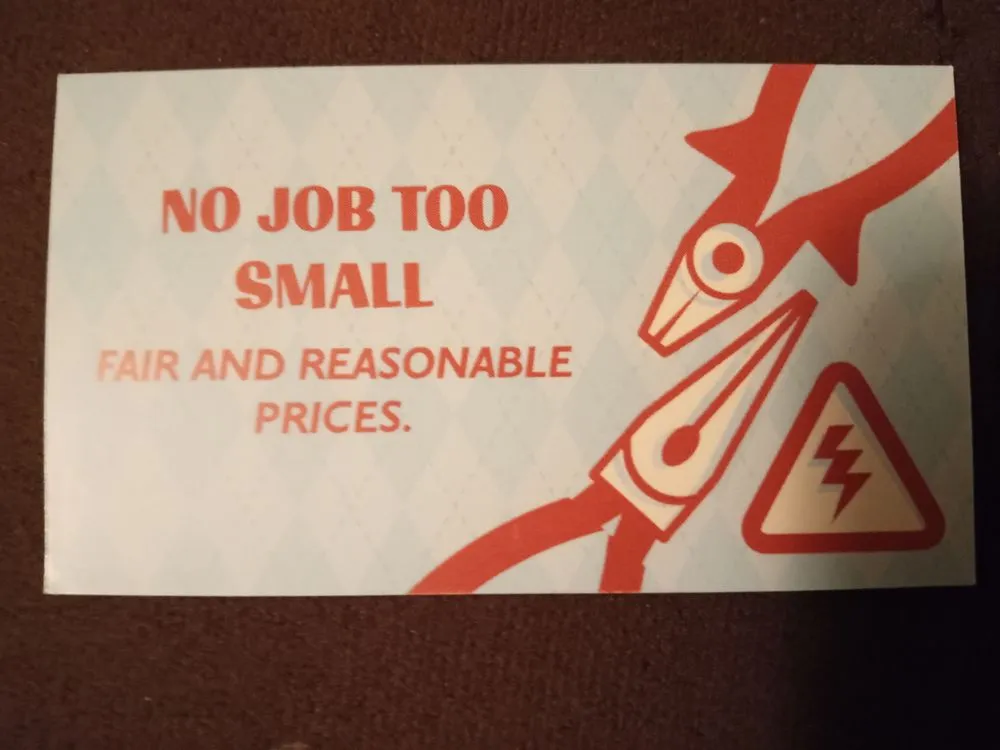 NO JOB TOO
SMALL
FAIR AND REASONABLE
PRICES.